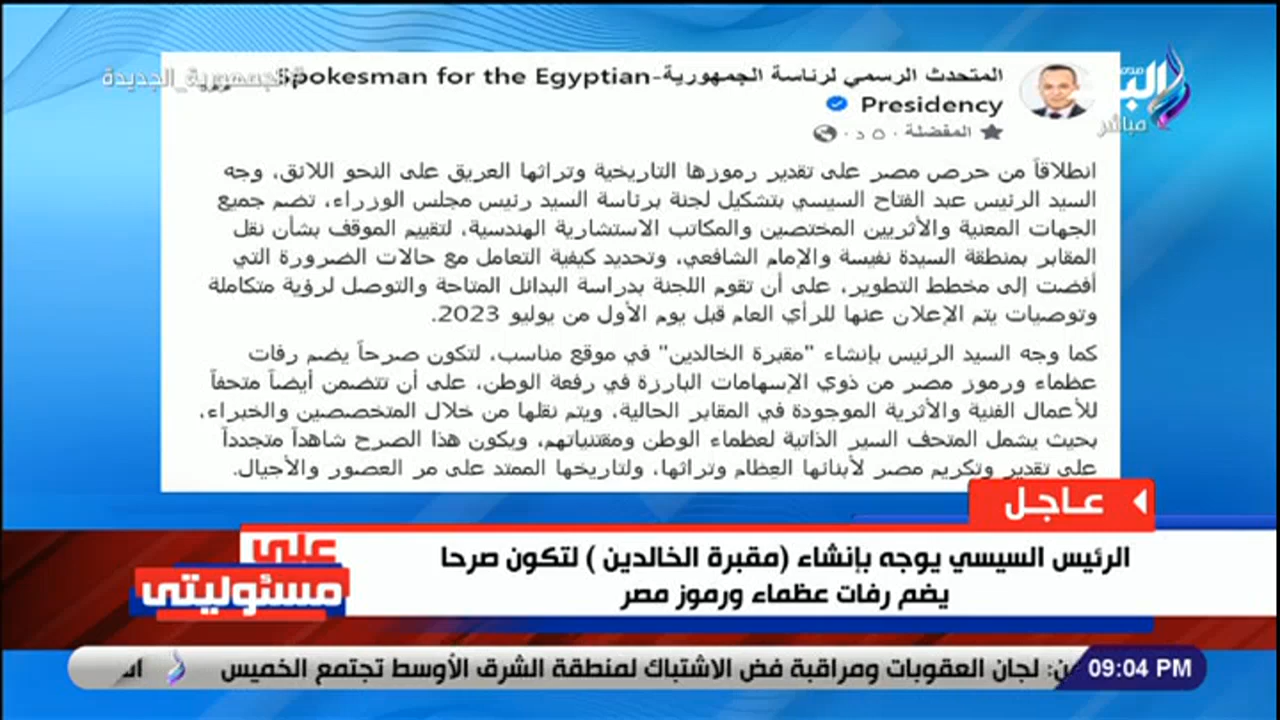 #الجمهورية_الجديدة
المتحدث الرسمي لرئاسة الجمهورية-Spokesman for the Egyptian
Presidency
المفضلة · ٥ د ·
انطلاقاً من حرص مصر على تقدير رموزها التاريخية وتراثها العريق على النحو اللائق، وجه
السيد الرئيس عبد الفتاح السيسي بتشكيل لجنة برئاسة السيد رئيس مجلس الوزراء، تضم جميع
الجهات المعنية والأثريين المختصين والمكاتب الاستشارية الهندسية، لتقييم الموقف بشأن نقل
المقابر بمنطقة السيدة نفيسة والإمام الشافعي، وتحديد كيفية التعامل مع حالات الضرورة التي
أفضت إلى مخطط التطوير، على أن تقوم اللجنة بدراسة البدائل المتاحة والتوصل لرؤية متكاملة
وتوصيات يتم الإعلان عنها للرأي العام قبل يوم الأول من يوليو 2023.
كما وجه السيد الرئيس بإنشاء "مقبرة الخالدين" في موقع مناسب، لتكون صرحاً يضم رفات
عظماء ورموز مصر من ذوي الإسهامات البارزة في رفعة الوطن، على أن تتضمن أيضاً متحفاً
للأعمال الفنية والأثرية الموجودة في المقابر الحالية، ويتم نقلها من خلال المتخصصين والخبراء،
بحيث يشمل المتحف السير الذاتية لعظماء الوطن ومقتنياتهم، ويكون هذا الصرح شاهداً متجدداً
على تقدير وتكريم مصر لأبنائها العِظام وتراثها، ولتاريخها الممتد على مر العصور والأجيال.
مباشر
عاجل
الرئيس السيسي يوجه بإنشاء (مقبرة الخالدين ) لتكون صرحا
يضم رفات عظماء ورموز مصر
على
مسئوليتى
لجان العقوبات ومراقبة فض الاشتباك لمنطقة الشرق الأوسط تجتمع الخميس
09:04 PM